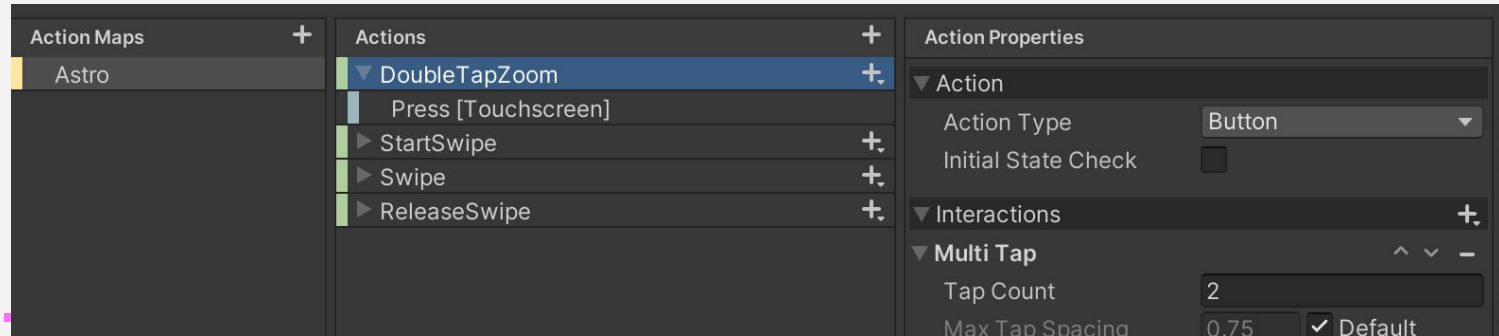 Action Maps
Astro
Actions
DoubleTapZoom
Press [Touchscreen]
StartSwipe
Swipe
ReleaseSwipe
Action Properties
Action
Action Type Button
Initial State Check
Interactions
Multi Tap
Tap Count 2
Max Tap Spacing 0.75 Default